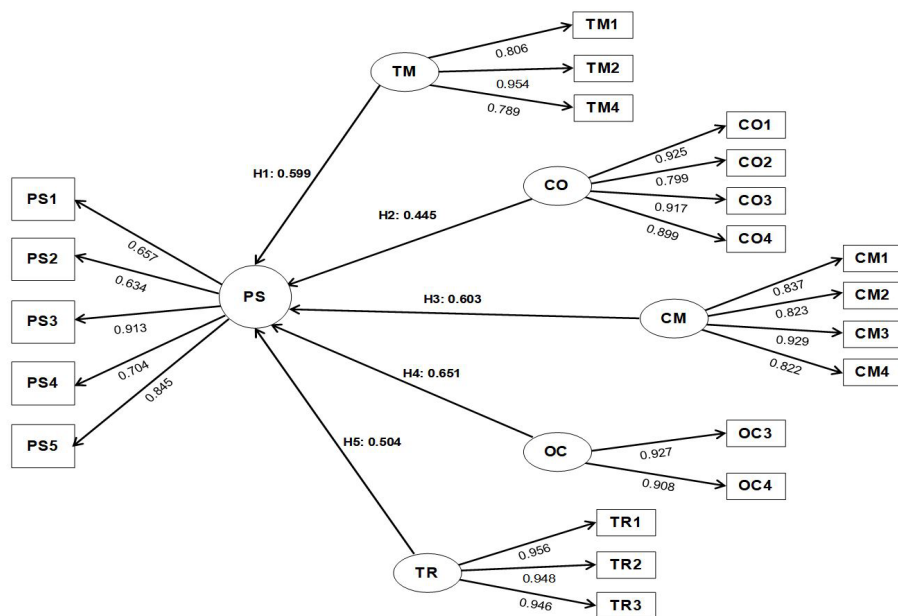 TM
TM1
0.806
TM2
0.954
TM4
0.789
H1: 0.599
CO
CO1
0.925
CO2
0.799
CO3
0.917
CO4
0.899
H2: 0.445
PS1
0.657
PS2
0.634
PS3
0.913
PS4
0.704
PS5
0.845
PS
H3: 0.603
CM
CM1
0.837
CM2
0.823
CM3
0.929
CM4
0.822
H4: 0.651
OC
OC3
0.927
OC4
0.908
H5: 0.504
TR
TR1
0.956
TR2
0.948
TR3
0.946